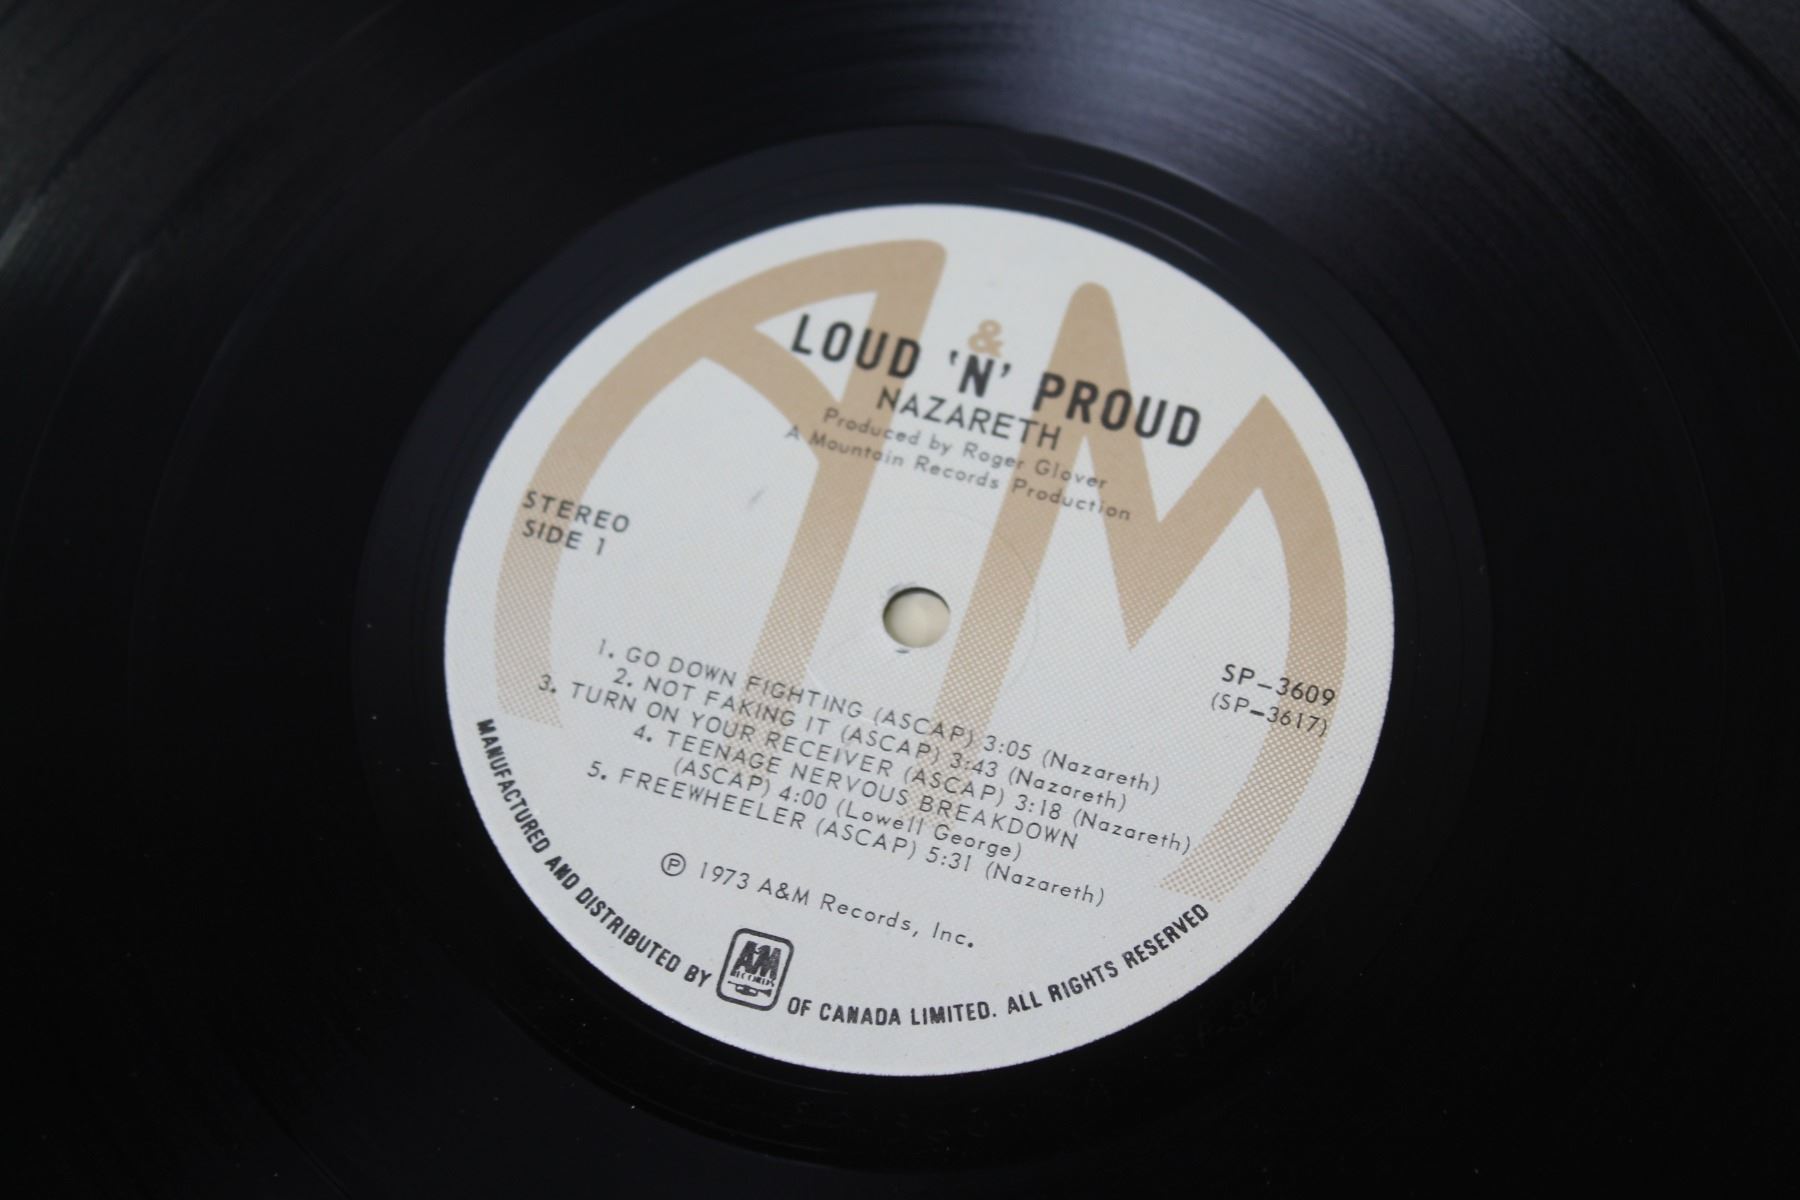 &
LOUD 'N' PROUD
NAZARETH
Produced by Roger Glover
A Mountain Records Production
STEREO
SIDE 1
SP-3609
(SP-3617)
1. GO DOWN FIGHTING (ASCAP) 3:05 (Nazareth)
2. NOT FAKING IT (ASCAP) 3:43 (Nazareth)
3. TURN ON YOUR RECEIVER (ASCAP) 3:18 (Nazareth)
4. TEENAGE NERVOUS BREAKDOWN
(ASCAP) 4:00 (Lowell George)
5. FREEWHEELER (ASCAP) 5:31 (Nazareth)
Ⓟ 1973 A&M Records, Inc.
MANUFACTURED AND DISTRIBUTED BY A&M RECORDS OF CANADA LIMITED. ALL RIGHTS RESERVED